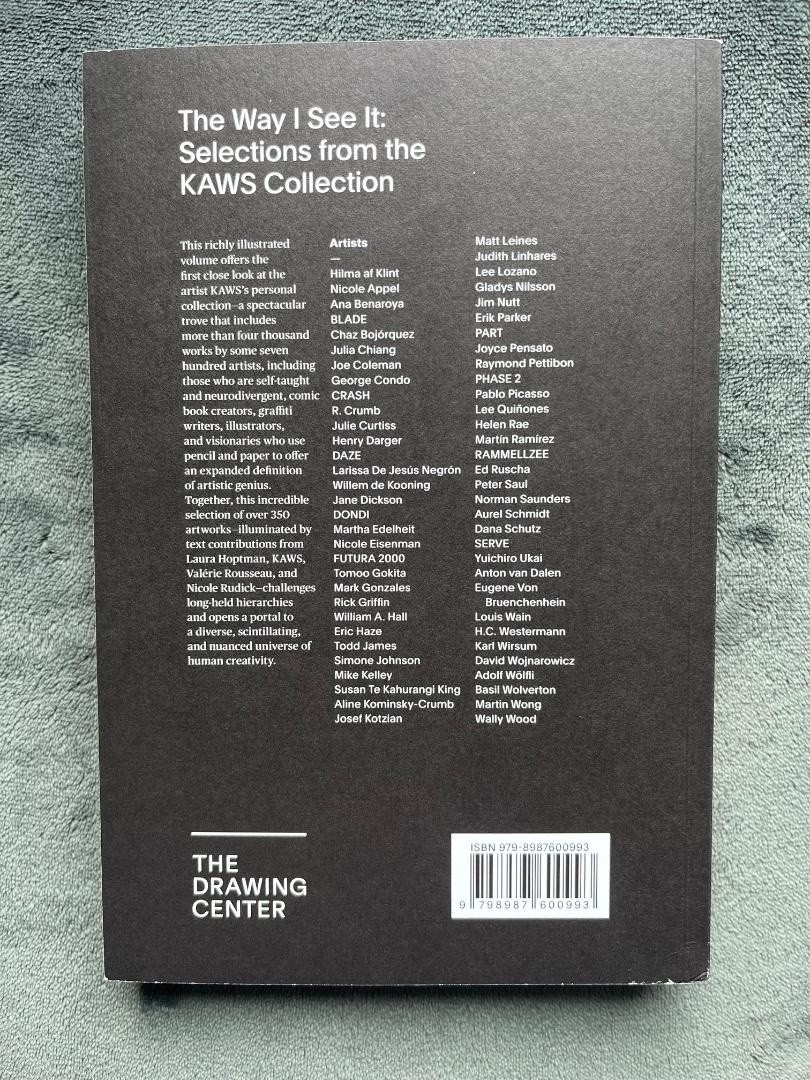 The Way I See It:
Selections from the
KAWS Collection
This richly illustrated
volume offers the
first close look at the
artist KAWS's personal
collection—a spectacular
trove that includes
more than four thousand
works by some seven
hundred artists, including
those who are self-taught
and neurodivergent, comic
book creators, graffiti
writers, illustrators,
and visionaries who use
pencil and paper to offer
an expanded definition
of artistic genius.
Together, this incredible
selection of over 350
artworks—illuminated by
text contributions from
Laura Hoptman, KAWS,
Valérie Rousseau, and
Nicole Rudick—challenges
long-held hierarchies
and opens a portal to
a diverse, scintillating,
and nuanced universe of
human creativity.
Artists
—
Hilma af Klint
Nicole Appel
Ana Benaroya
BLADE
Chaz Bojórquez
Julia Chiang
Joe Coleman
George Condo
CRASH
R. Crumb
Julie Curtiss
Henry Darger
DAZE
Larissa De Jesús Negrón
Willem de Kooning
Jane Dickson
DONDI
Martha Edelheit
Nicole Eisenman
FUTURA 2000
Tomoo Gokita
Mark Gonzales
Rick Griffin
William A. Hall
Eric Haze
Todd James
Simone Johnson
Mike Kelley
Susan Te Kahurangi King
Aline Kominsky-Crumb
Josef Kotzian
Matt Leines
Judith Linhares
Lee Lozano
Gladys Nilsson
Jim Nutt
Erik Parker
PART
Joyce Pensato
Raymond Pettibon
PHASE 2
Pablo Picasso
Lee Quiñones
Helen Rae
Martín Ramírez
RAMMELLZEE
Ed Ruscha
Peter Saul
Norman Saunders
Aurel Schmidt
Dana Schutz
SERVE
Yuichiro Ukai
Anton van Dalen
Eugene Von
Bruenchenhein
Louis Wain
H.C. Westermann
Karl Wirsum
David Wojnarowicz
Adolf Wölfli
Basil Wolverton
Martin Wong
Wally Wood
THE
DRAWING
CENTER
ISBN 979-8987600993
9 798987 600993